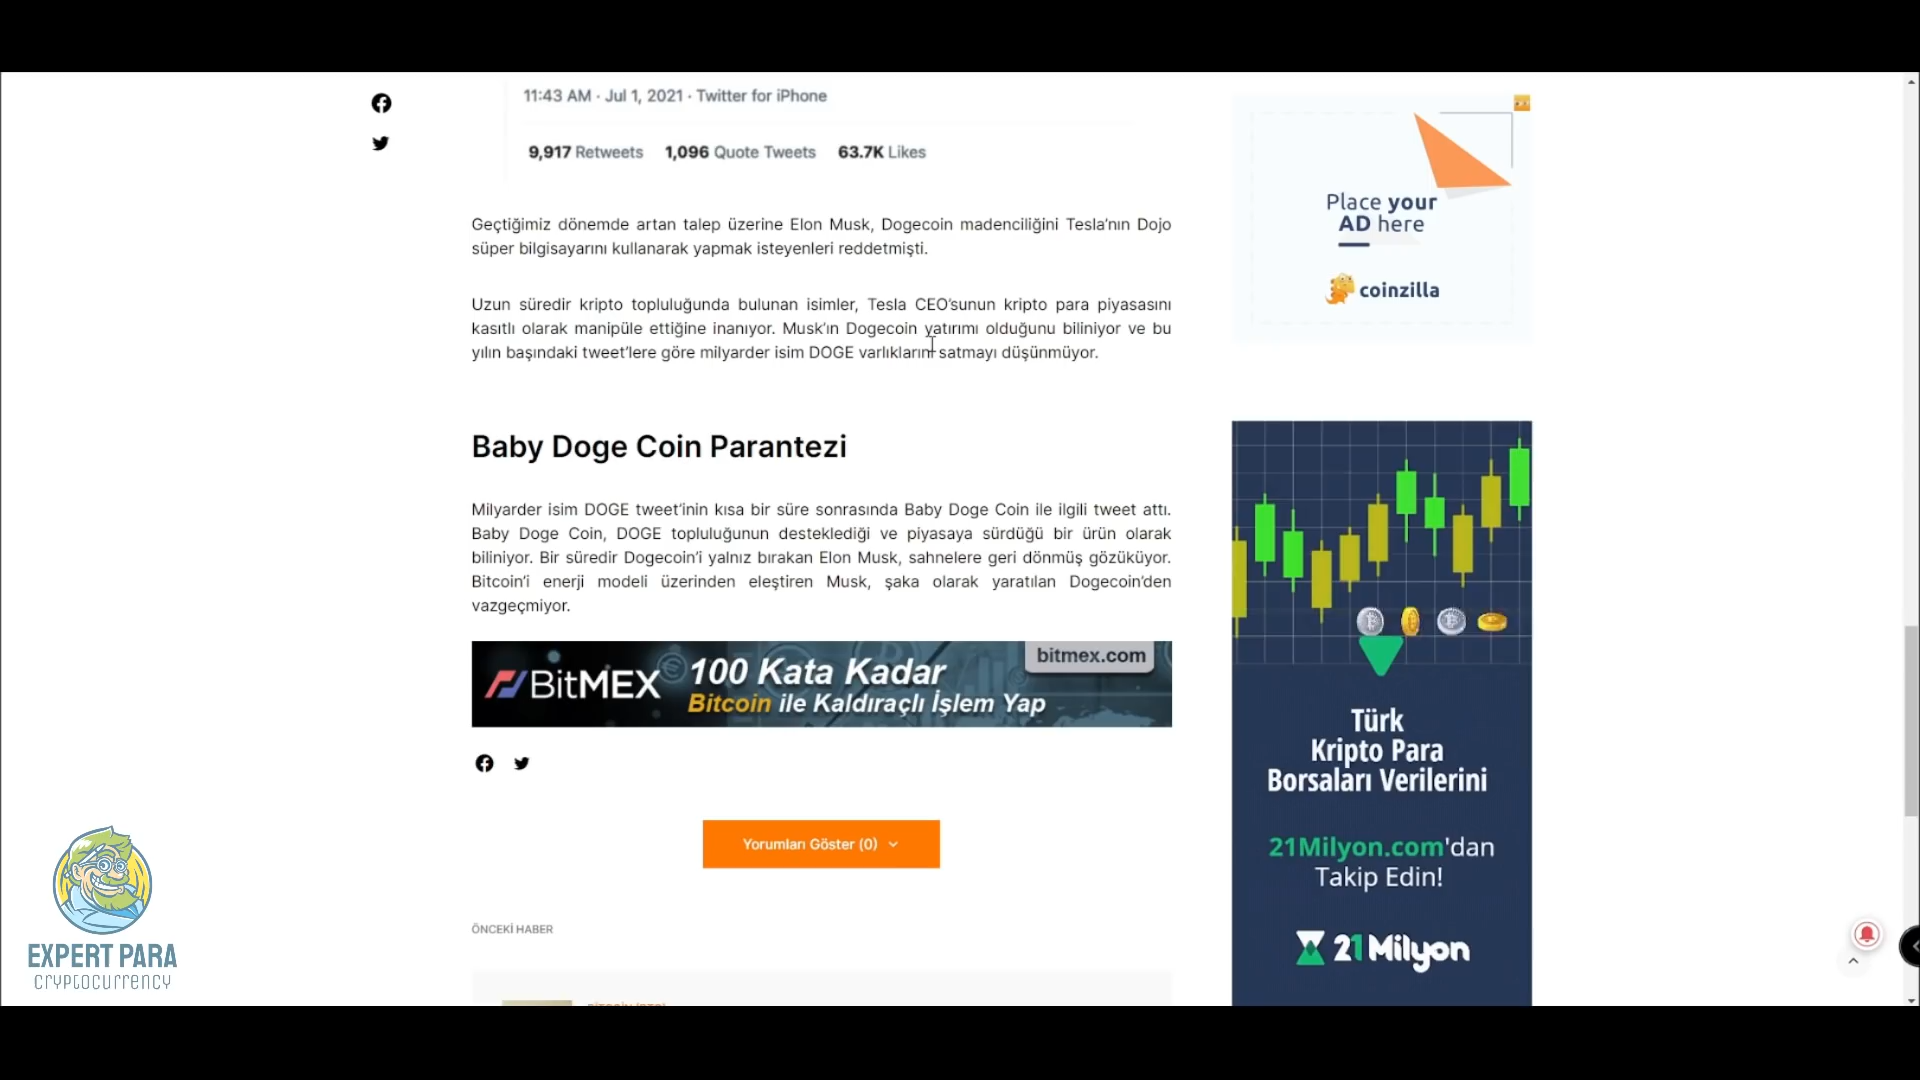 11:43 AM · Jul 1, 2021 · Twitter for iPhone
9,917 Retweets 1,096 Quote Tweets 63.7K Likes
Geçtiğimiz dönemde artan talep üzerine Elon Musk, Dogecoin madenciliğini Tesla'nın Dojo
süper bilgisayarını kullanarak yapmak isteyenleri reddetmişti.
Uzun süredir kripto topluluğunda bulunan isimler, Tesla CEO'sunun kripto para piyasasını
kasıtlı olarak manipüle ettiğine inanıyor. Musk'ın Dogecoin yatırımı olduğunu biliniyor ve bu
yılın başındaki tweet'lere göre milyarder isim DOGE varlıklarını satmayı düşünmüyor.
Baby Doge Coin Parantezi
Milyarder isim DOGE tweet'inin kısa bir süre sonrasında Baby Doge Coin ile ilgili tweet attı.
Baby Doge Coin, DOGE topluluğunun desteklediği ve piyasaya sürdüğü bir ürün olarak
biliniyor. Bir süredir Dogecoin'i yalnız bırakan Elon Musk, sahnelere geri dönmüş gözüküyor.
Bitcoin'i enerji modeli üzerinden eleştiren Musk, şaka olarak yaratılan Dogecoin'den
vazgeçmiyor.
BitMEX
100 Kata Kadar
Bitcoin ile Kaldıraçlı İşlem Yap
bitmex.com
Yorumları Göster (0)
ÖNCEKİ HABER
Place your
AD here
coinzilla
Türk
Kripto Para
Borsaları Verilerini
21Milyon.com'dan
Takip Edin!
21Milyon
EXPERT PARA
CRYPTOCURRENCY